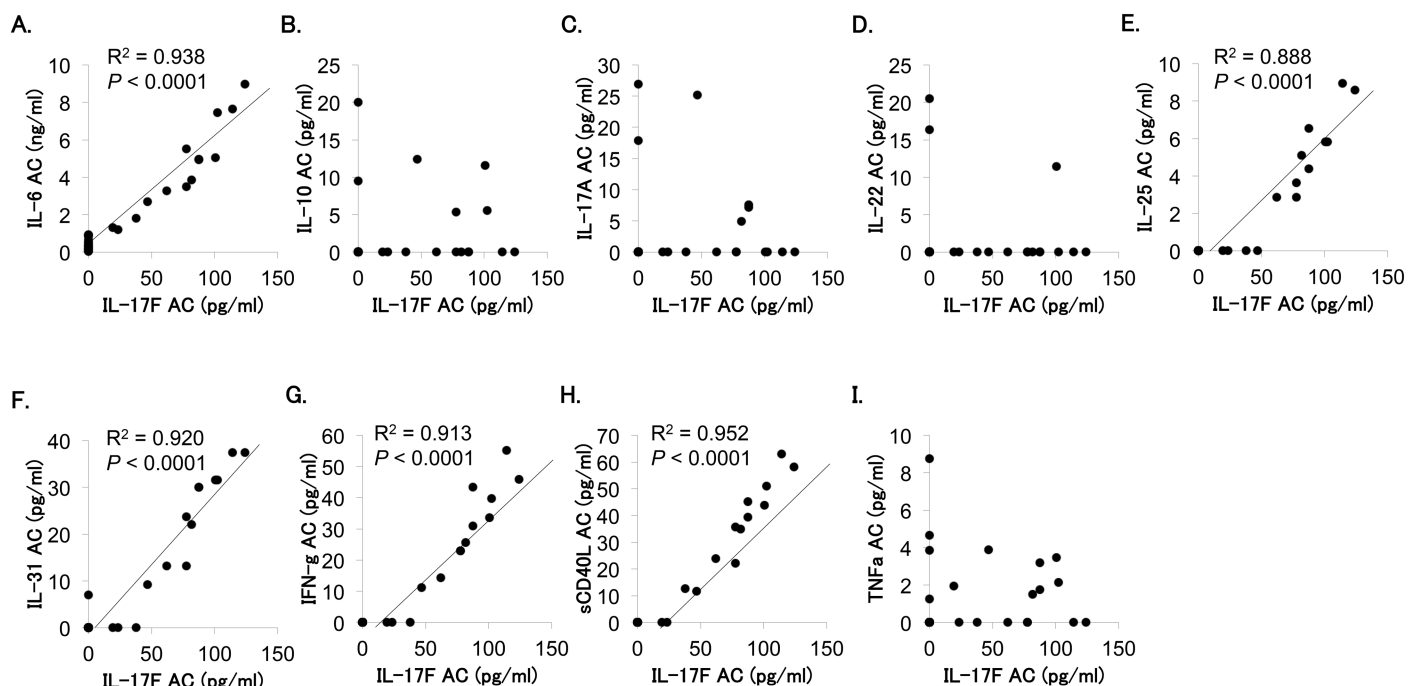 A.
R² = 0.938
P < 0.0001
IL-6 AC (ng/ml)
10
8
6
4
2
0
0 50 100 150
IL-17F AC (pg/ml)
B.
IL-10 AC (pg/ml)
25
20
15
10
5
0
0 50 100 150
IL-17F AC (pg/ml)
C.
IL-17A AC (pg/ml)
30
25
20
15
10
5
0
0 50 100 150
IL-17F AC (pg/ml)
D.
IL-22 AC (pg/ml)
25
20
15
10
5
0
0 50 100 150
IL-17F AC (pg/ml)
E.
R² = 0.888
P < 0.0001
IL-25 AC (pg/ml)
10
8
6
4
2
0
0 50 100 150
IL-17F AC (pg/ml)
F.
R² = 0.920
P < 0.0001
IL-31 AC (pg/ml)
40
30
20
10
0
0 50 100 150
IL-17F AC (pg/ml)
G.
R² = 0.913
P < 0.0001
IFN-g AC (pg/ml)
60
50
40
30
20
10
0
0 50 100 150
IL-17F AC (pg/ml)
H.
R² = 0.952
P < 0.0001
sCD40L AC (pg/ml)
70
60
50
40
30
20
10
0
0 50 100 150
IL-17F AC (pg/ml)
I.
TNFa AC (pg/ml)
10
8
6
4
2
0
0 50 100 150
IL-17F AC (pg/ml)